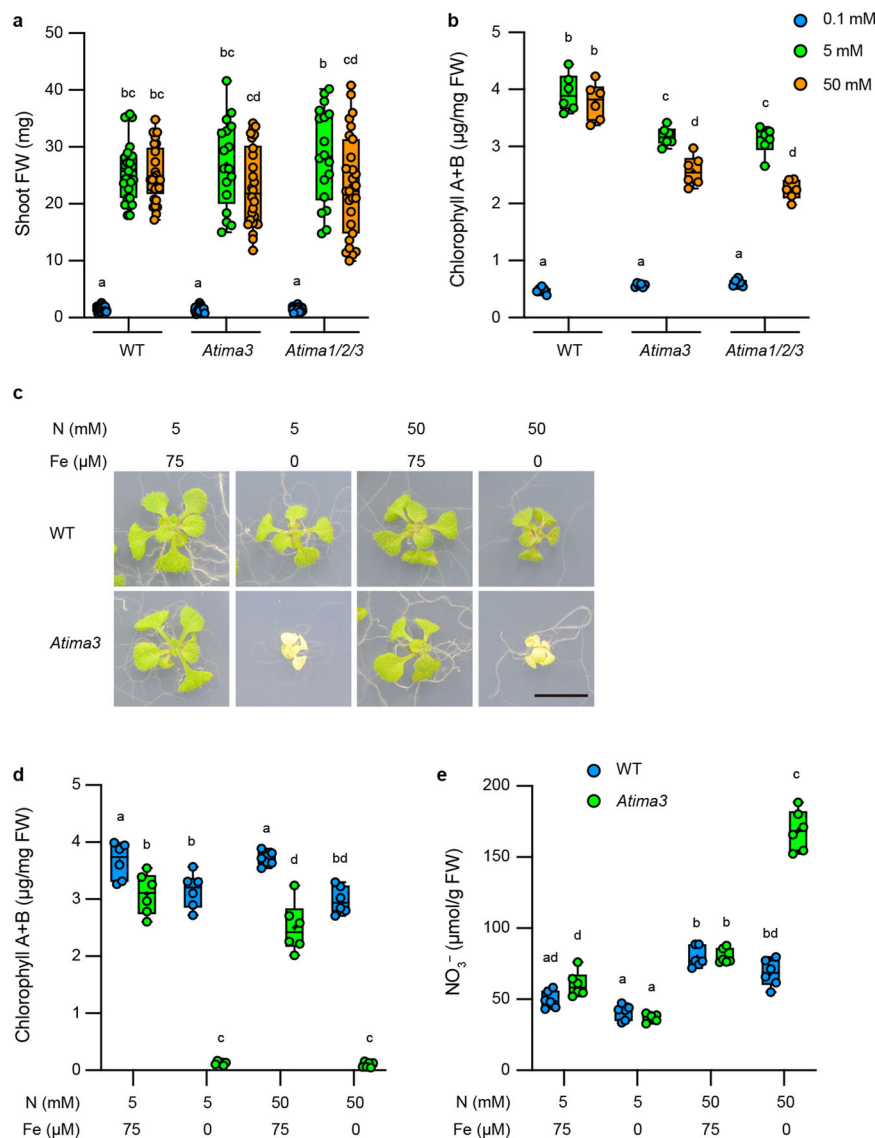 a
50
40
30
20
10
0
Shoot FW (mg)
bc bc bc cd b cd
a a a
WT Atima3 Atima1/2/3
b
5
4
3
2
1
0
Chlorophyll A+B (µg/mg FW)
b b c d c d
a a a
WT Atima3 Atima1/2/3
0.1 mM
5 mM
50 mM
c
N (mM) 5 5 50 50
Fe (µM) 75 0 75 0
WT
Atima3
d
5
4
3
2
1
0
Chlorophyll A+B (µg/mg FW)
a b b c a d bd c
N (mM) 5 5 50 50
Fe (µM) 75 0 75 0
e
WT
Atima3
200
150
100
50
0
NO₃⁻ (µmol/g FW)
ad d a a b b bd c
N (mM) 5 5 50 50
Fe (µM) 75 0 75 0